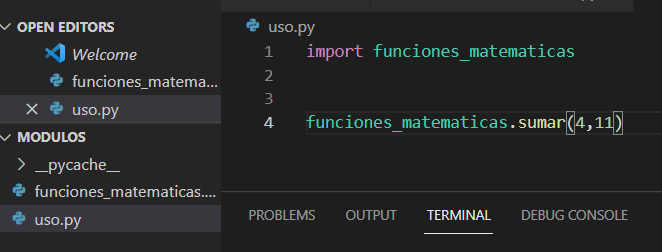 OPEN EDITORS
Welcome
funciones_matema...
uso.py
MODULOS
__pycache__
funciones_matematicas....
uso.py
uso.py
1 import funciones_matematicas
2
3
4 funciones_matematicas.sumar(4,11)
PROBLEMS OUTPUT TERMINAL DEBUG CONSOLE